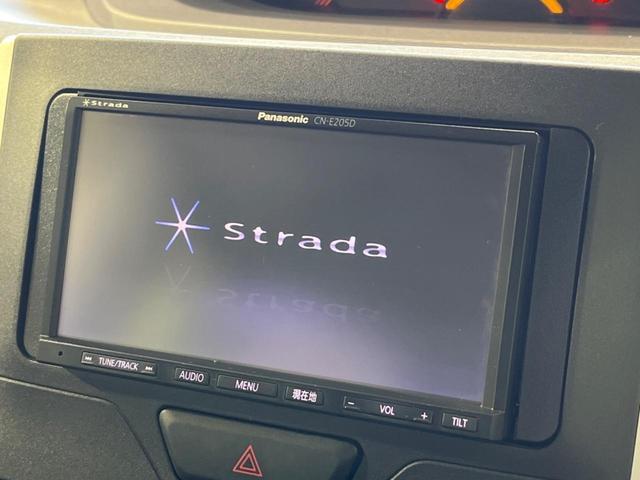 Strada
Panasonic CN-E205D
Strada
TUNE/TRACK
AUDIO
MENU
現在地
− VOL +
TILT